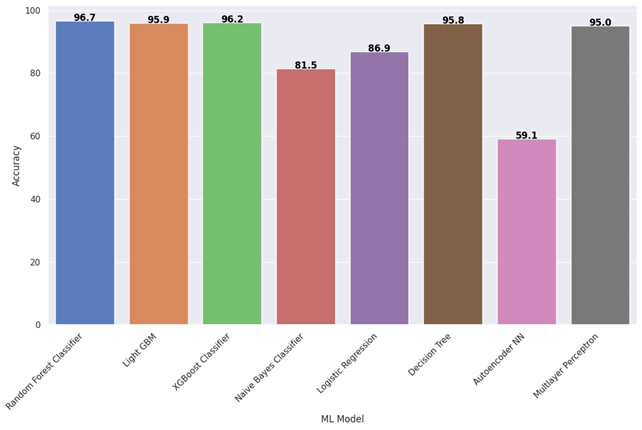 100
80
60
40
20
0
Accuracy
96.7
95.9
96.2
81.5
86.9
95.8
59.1
95.0
Random Forest Classifier
Light GBM
XGBoost Classifier
Naive Bayes Classifier
Logistic Regression
Decision Tree
Autoencoder NN
Multlayer Perceptron
ML Model